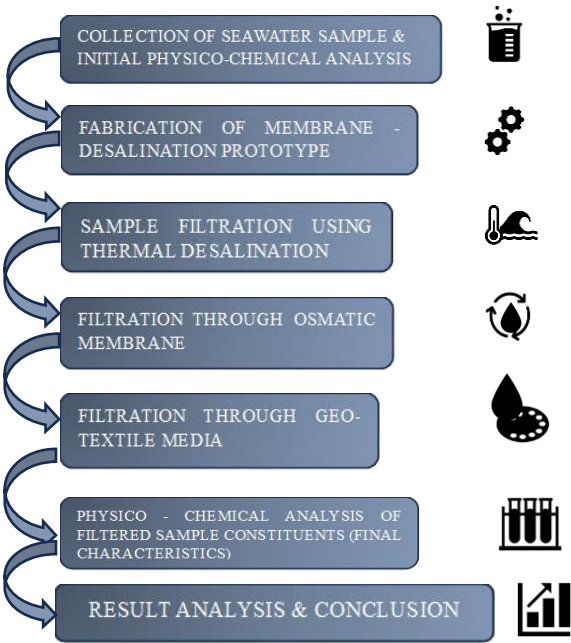 COLLECTION OF SEAWATER SAMPLE &
INITIAL PHYSICO-CHEMICAL ANALYSIS
FABRICATION OF MEMBRANE -
DESALINATION PROTOTYPE
SAMPLE FILTRATION USING
THERMAL DESALINATION
FILTRATION THROUGH OSMATIC
MEMBRANE
FILTRATION THROUGH GEO-
TEXTILE MEDIA
PHYSICO - CHEMICAL ANALYSIS OF
FILTERED SAMPLE CONSTITUENTS (FINAL
CHARACTERISTICS)
RESULT ANALYSIS & CONCLUSION